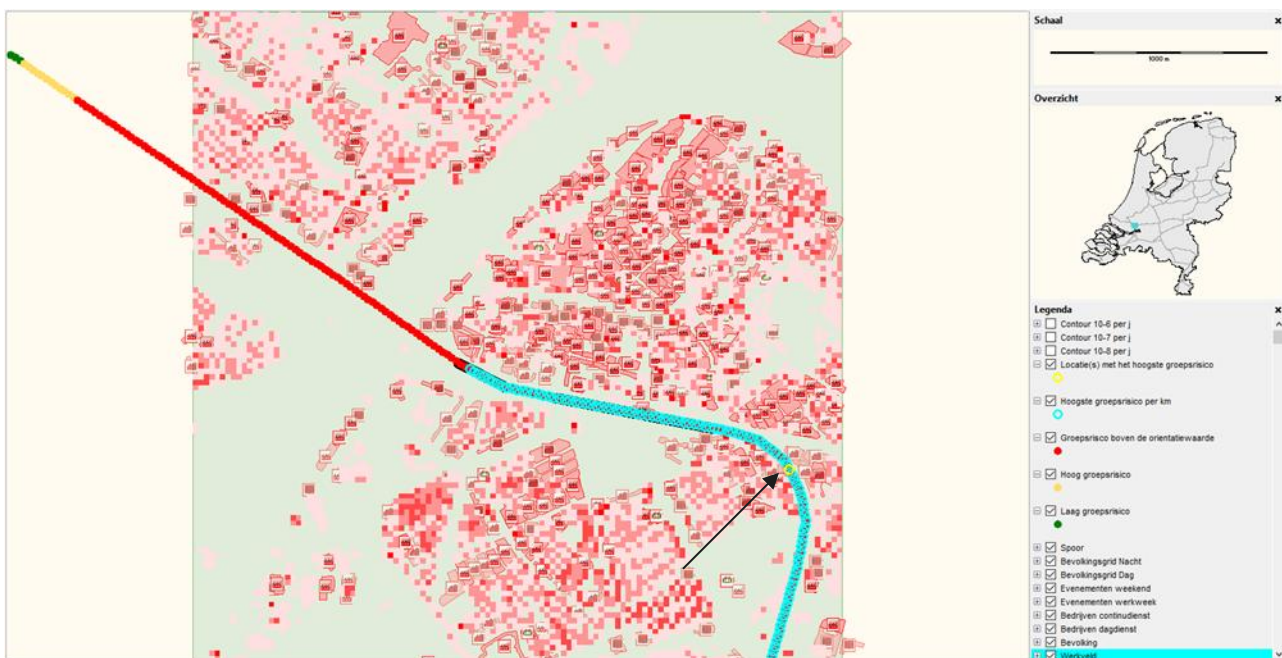 Schaal
1000 m
Overzicht
Legenda
Contour 10-6 per j
Contour 10-7 per j
Contour 10-8 per j
Locatie(s) met het hoogste groepsrisico
Hoogste groepsrisico per km
Groepsrisco boven de orientatiewaarde
Hoog groepsrisico
Laag groepsrisico
Spoor
Bevolkingsgrid Nacht
Bevolkingsgrid Dag
Evenementen weekend
Evenementen werkweek
Bedrijven continudienst
Bedrijven dagdienst
Bevolking
Werkveld